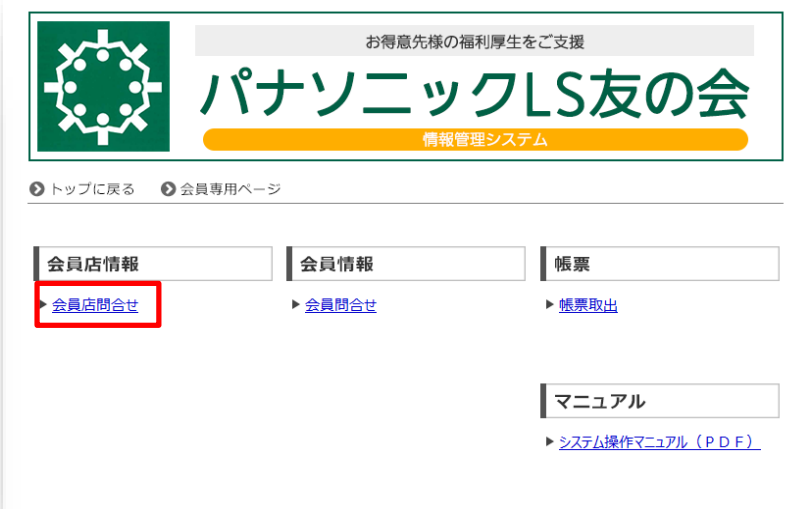 お得意先様の福利厚生をご支援
パナソニックLS友の会
情報管理システム
トップに戻る 会員専用ページ
会員店情報 会員情報 帳票
会員店問合せ 会員問合せ 帳票取出
マニュアル
システム操作マニュアル（ＰＤＦ）